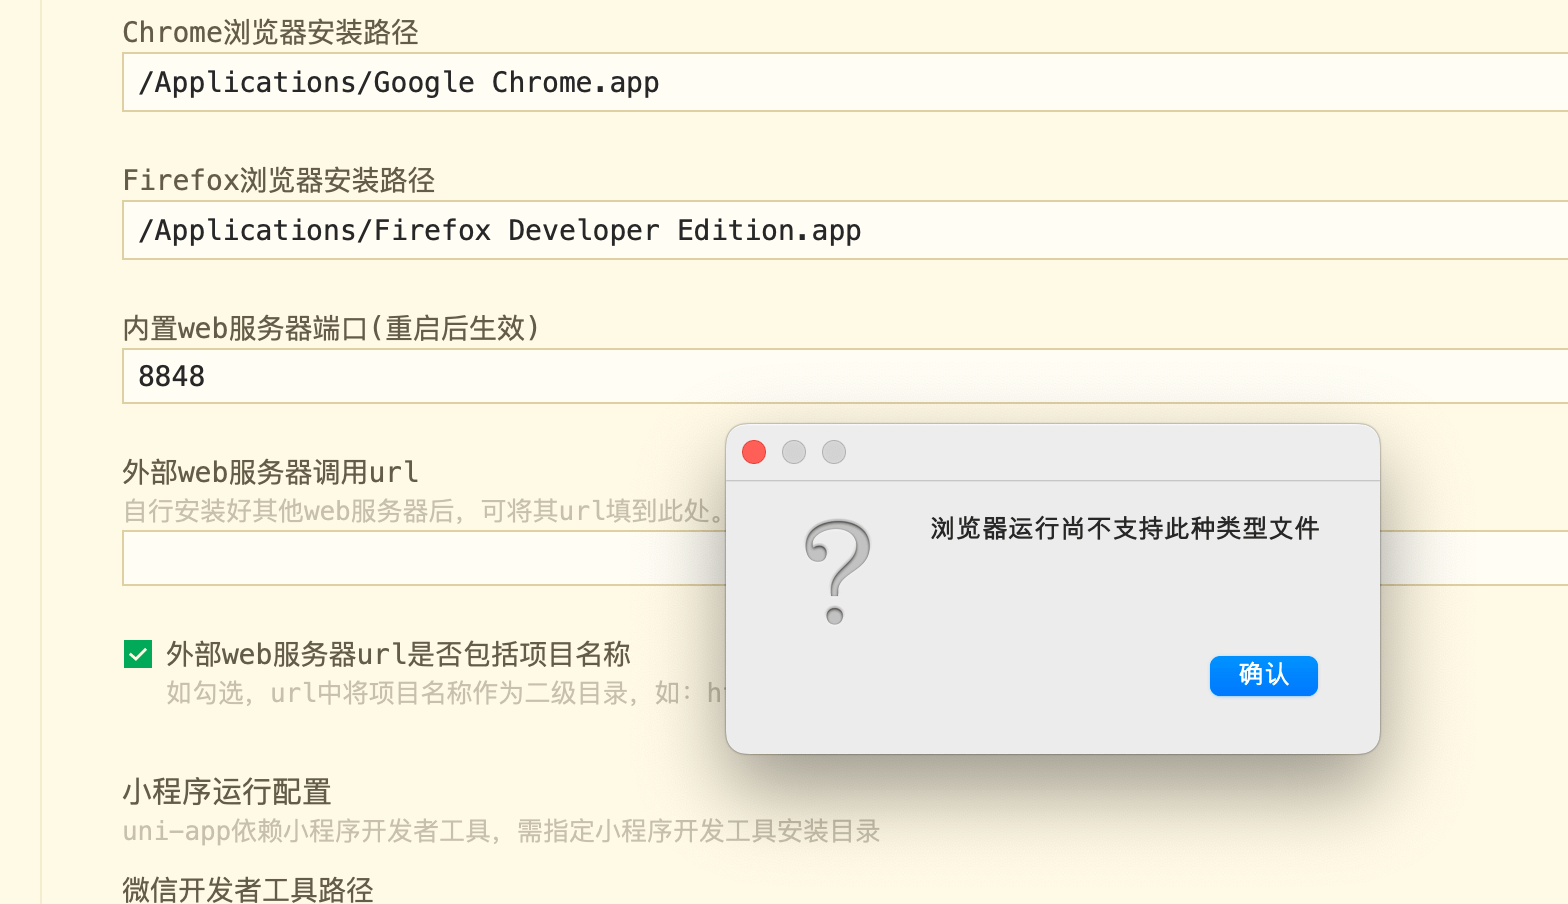 Chrome浏览器安装路径
/Applications/Google Chrome.app
Firefox浏览器安装路径
/Applications/Firefox Developer Edition.app
内置web服务器端口(重启后生效)
8848
外部web服务器调用url
自行安装好其他web服务器后，可将其url填到此处。
浏览器运行尚不支持此种类型文件
确认
外部web服务器url是否包括项目名称
如勾选，url中将项目名称作为二级目录，如：h
小程序运行配置
uni-app依赖小程序开发者工具，需指定小程序开发工具安装目录
微信开发者工具路径